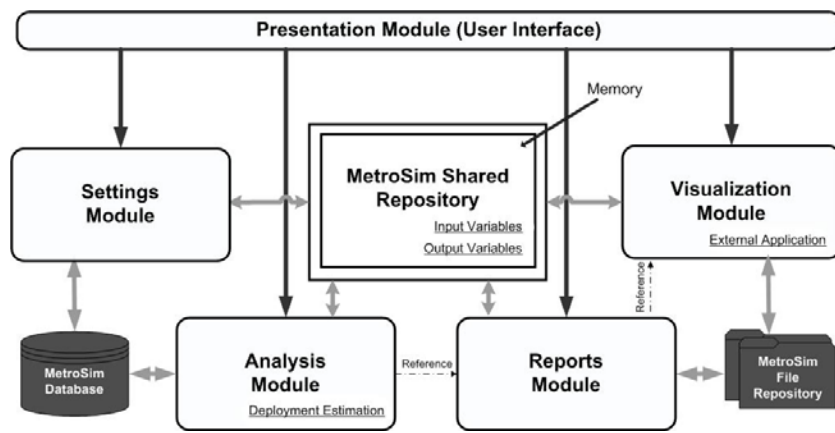 Presentation Module (User Interface)
Memory
Settings
Module
MetroSim Shared
Repository
Input Variables
Output Variables
Visualization
Module
External Application
Reference
MetroSim
Database
Analysis
Module
Deployment Estimation
Reference
Reports
Module
MetroSim
File
Repository